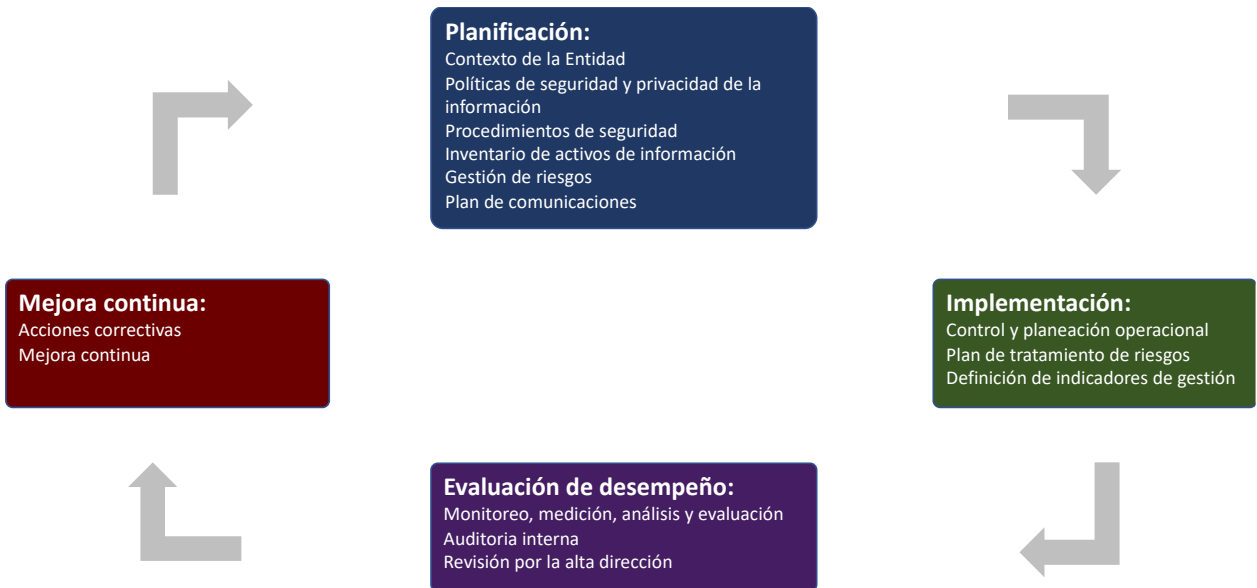 Planificación:
Contexto de la Entidad
Políticas de seguridad y privacidad de la
información
Procedimientos de seguridad
Inventario de activos de información
Gestión de riesgos
Plan de comunicaciones
Mejora continua:
Acciones correctivas
Mejora continua
Implementación:
Control y planeación operacional
Plan de tratamiento de riesgos
Definición de indicadores de gestión
Evaluación de desempeño:
Monitoreo, medición, análisis y evaluación
Auditoria interna
Revisión por la alta dirección